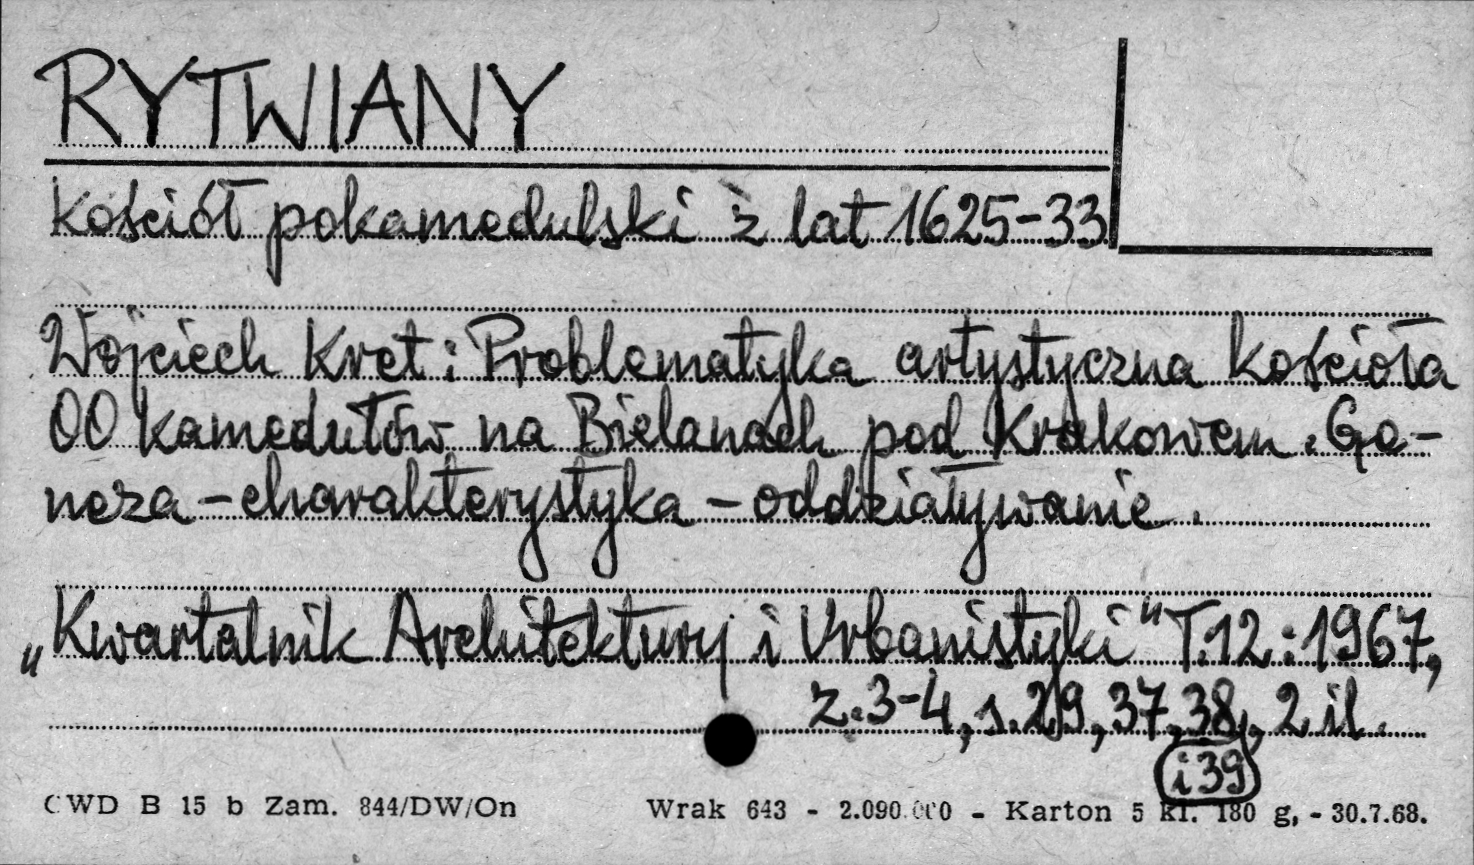 RYTWIANY
Kościół pokamedulski z lat 1625-33
Wojciech Kret: Problematyka artystyczna kościoła
OO kamedułów na Bielanach pod Krakowem. Ge-
neza - charakterystyka - oddziaływanie.
„Kwartalnik Architektury i Urbanistyki" T.12.:1967,
z.3-4, s.29, 37, 38, 2 il.
i 39
CWD B 15 b Zam. 844/DW/On Wrak 643 - 2.090.000 - Karton 5 kl. 180 g, - 30.7.68.